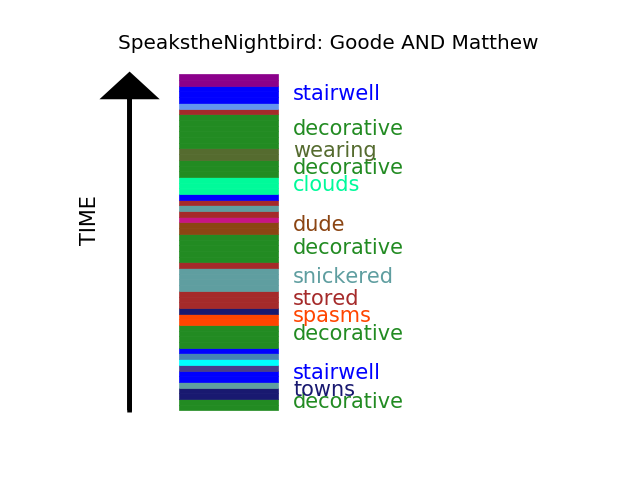 SpeakstheNightbird: Goode AND Matthew
stairwell
decorative
wearing
decorative
clouds
dude
decorative
snickered
stored
spasms
decorative
stairwell
towns
decorative
TIME